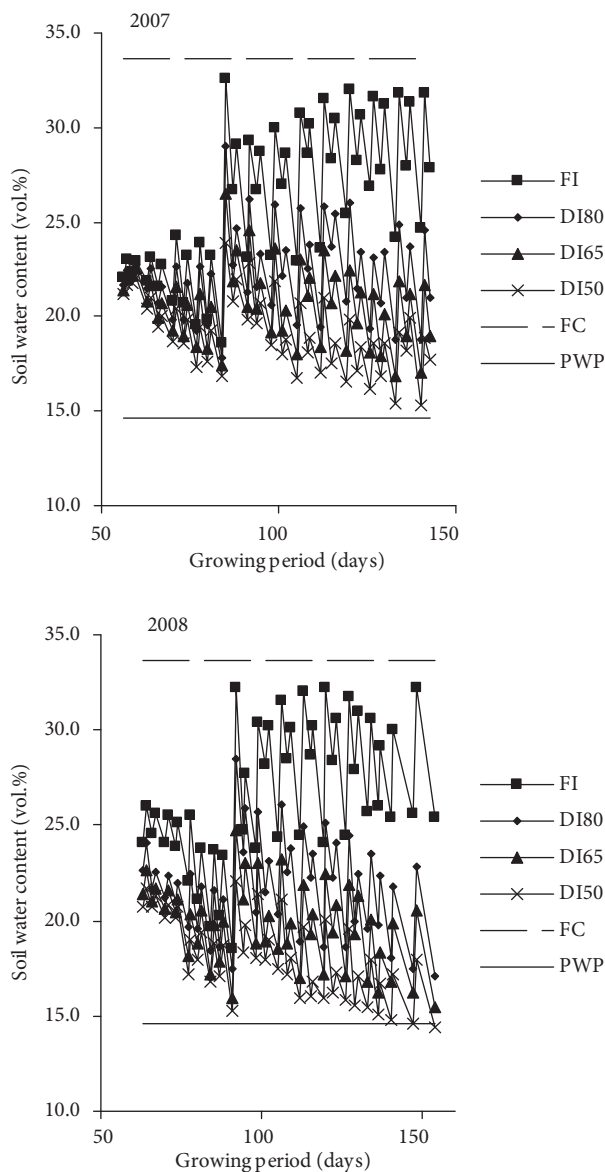 2007
35.0
30.0
25.0
20.0
15.0
10.0
Soil water content (vol.%)
50
100
150
Growing period (days)
FI
DI80
DI65
DI50
FC
PWP
2008
35.0
30.0
25.0
20.0
15.0
10.0
Soil water content (vol.%)
50
100
150
Growing period (days)
FI
DI80
DI65
DI50
FC
PWP